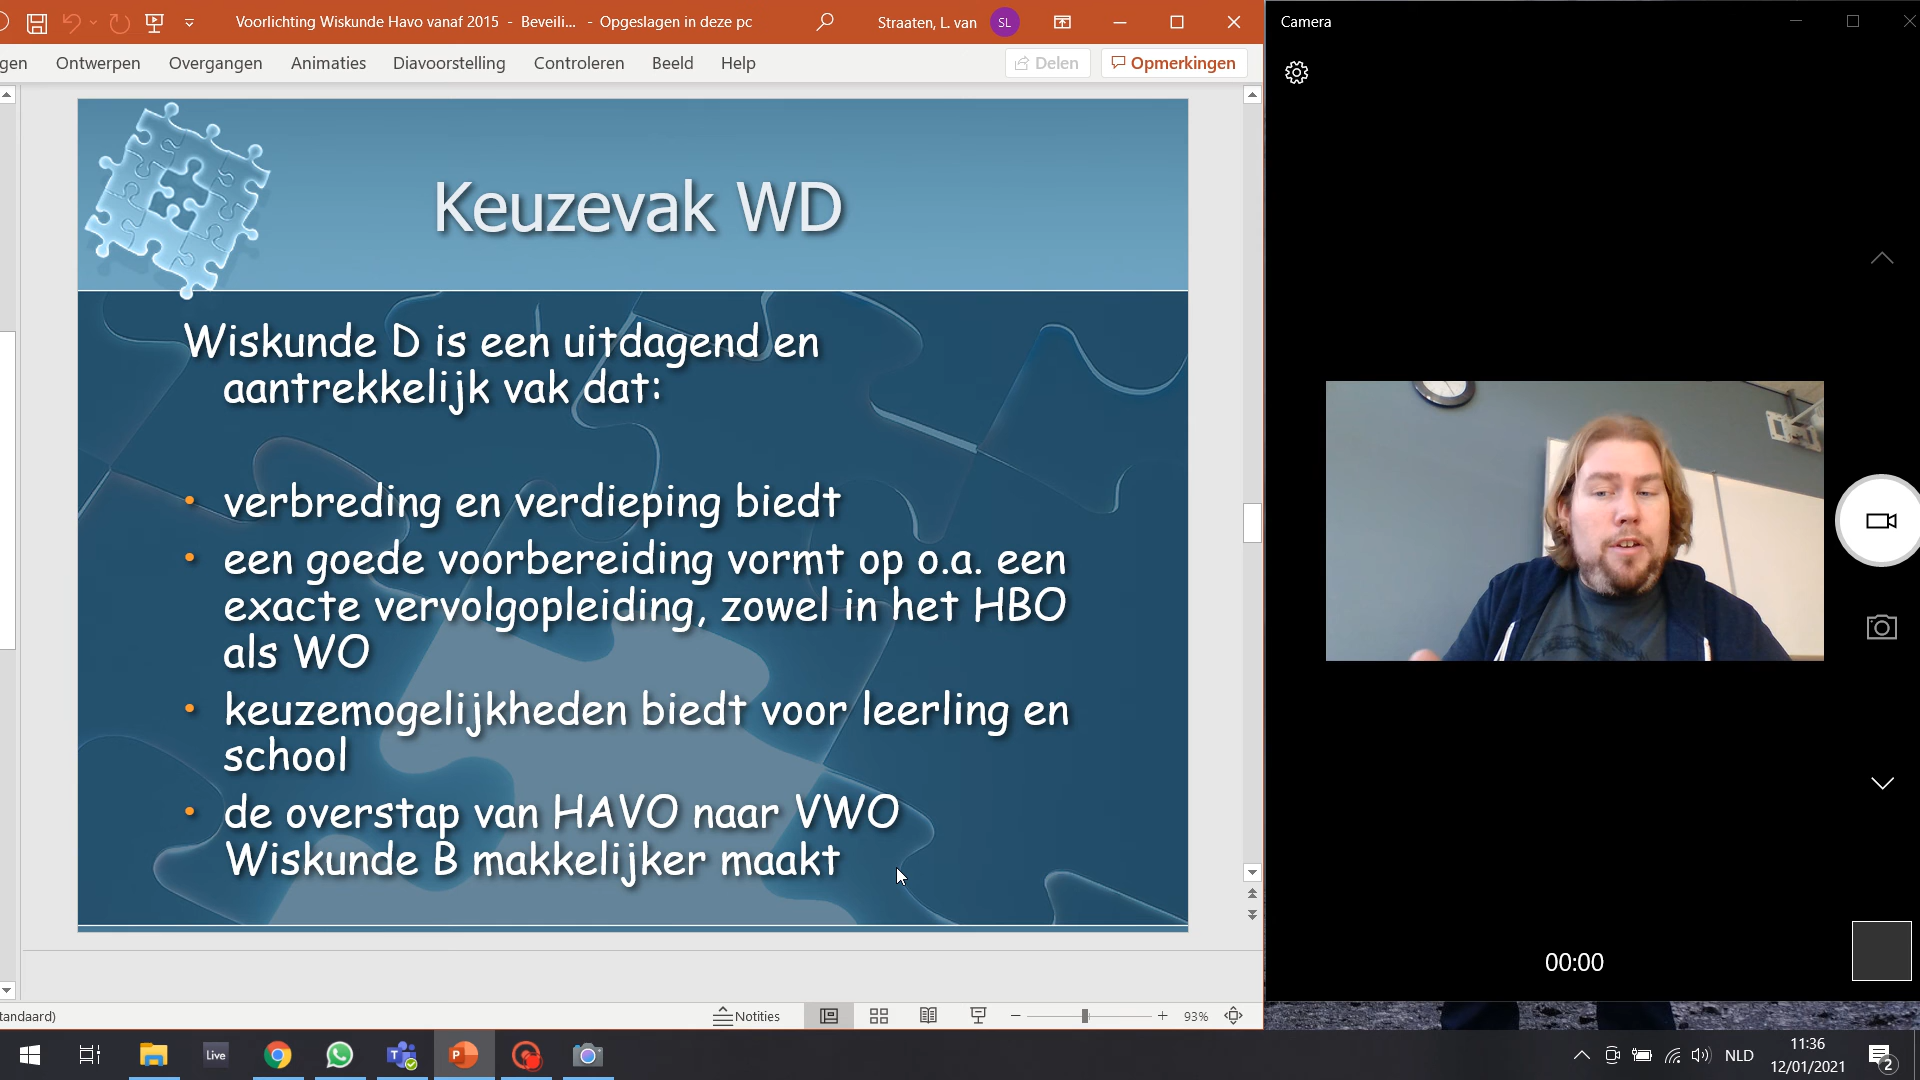 Voorlichting Wiskunde Havo vanaf 2015 - Beveili... - Opgeslagen in deze pc
Straaten, L. van
SL
Camera
gen
Ontwerpen
Overgangen
Animaties
Diavoorstelling
Controleren
Beeld
Help
Delen
Opmerkingen
Keuzevak WD
Wiskunde D is een uitdagend en
aantrekkelijk vak dat:
• verbreding en verdieping biedt
• een goede voorbereiding vormt op o.a. een
exacte vervolgopleiding, zowel in het HBO
als WO
• keuzemogelijkheden biedt voor leerling en
school
• de overstap van HAVO naar VWO
Wiskunde B makkelijker maakt
00:00
tandaard)
Notities
93%
Live
NLD
11:36
12/01/2021
2